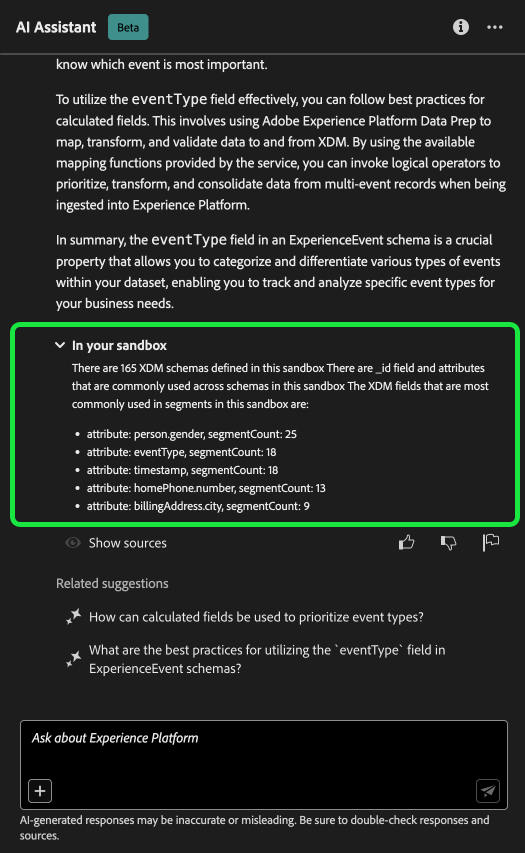 AI Assistant Beta
know which event is most important.
To utilize the eventType field effectively, you can follow best practices for
calculated fields. This involves using Adobe Experience Platform Data Prep to
map, transform, and validate data to and from XDM. By using the available
mapping functions provided by the service, you can invoke logical operators to
prioritize, transform, and consolidate data from multi-event records when being
ingested into Experience Platform.
In summary, the eventType field in an ExperienceEvent schema is a crucial
property that allows you to categorize and differentiate various types of events
within your dataset, enabling you to track and analyze specific event types for
your business needs.
In your sandbox
There are 165 XDM schemas defined in this sandbox There are _id field and attributes
that are commonly used across schemas in this sandbox The XDM fields that are most
commonly used in segments in this sandbox are:
• attribute: person.gender, segmentCount: 25
• attribute: eventType, segmentCount: 18
• attribute: timestamp, segmentCount: 18
• attribute: homePhone.number, segmentCount: 13
• attribute: billingAddress.city, segmentCount: 9
Show sources
Related suggestions
How can calculated fields be used to prioritize event types?
What are the best practices for utilizing the `eventType` field in
ExperienceEvent schemas?
Ask about Experience Platform
AI-generated responses may be inaccurate or misleading. Be sure to double-check responses and
sources.